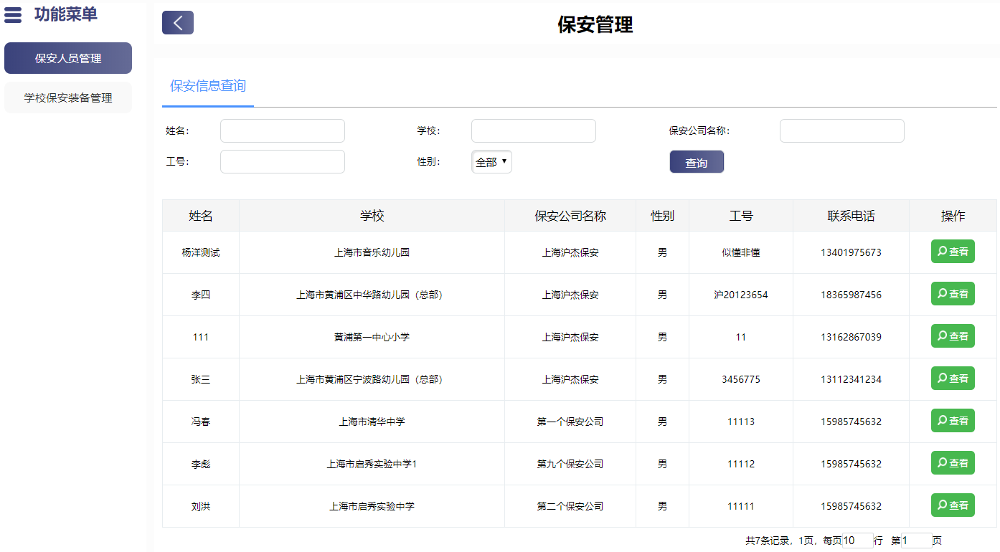 功能菜单
保安人员管理
学校保安装备管理
保安管理
保安信息查询
姓名： 学校： 保安公司名称：
工号： 性别： 全部 查询
姓名 学校 保安公司名称 性别 工号 联系电话 操作
杨洋测试 上海市音乐幼儿园 上海沪杰保安 男 似懂非懂 13401975673 查看
李四 上海市黄浦区中华路幼儿园（总部） 上海沪杰保安 男 沪20123654 18365987456 查看
111 黄浦第一中心小学 上海沪杰保安 男 11 13162867039 查看
张三 上海市黄浦区宁波路幼儿园（总部） 上海沪杰保安 男 3456775 13112341234 查看
冯春 上海市清华中学 第一个保安公司 男 11113 15985745632 查看
李彪 上海市启秀实验中学1 第九个保安公司 男 11112 15985745632 查看
刘洪 上海市启秀实验中学 第二个保安公司 男 11111 15985745632 查看
共7条记录，1页，每页10行 第1页